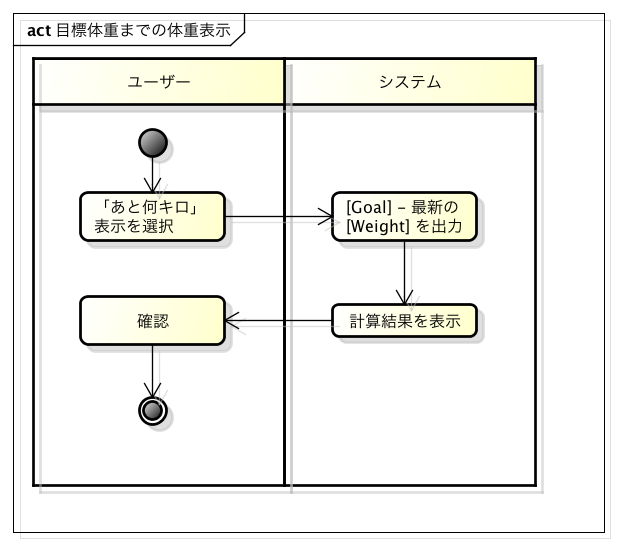 act 目標体重までの体重表示
ユーザー
システム
「あと何キロ」
表示を選択
[Goal] – 最新の
[Weight] を出力
確認
計算結果を表示